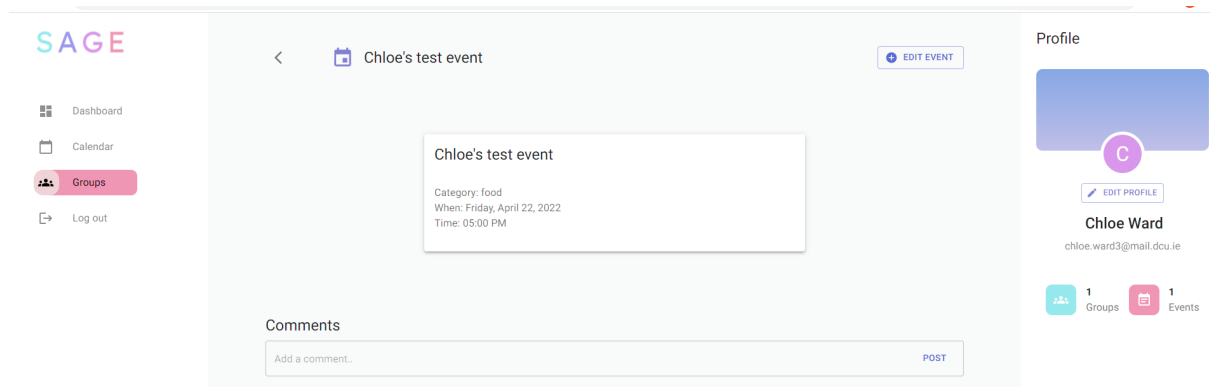 SAGE
Dashboard
Calendar
Groups
Log out
Chloe's test event
EDIT EVENT
Chloe's test event
Category: food
When: Friday, April 22, 2022
Time: 05:00 PM
Comments
Add a comment..
POST
Profile
C
EDIT PROFILE
Chloe Ward
chloe.ward3@mail.dcu.ie
1
Groups
1
Events